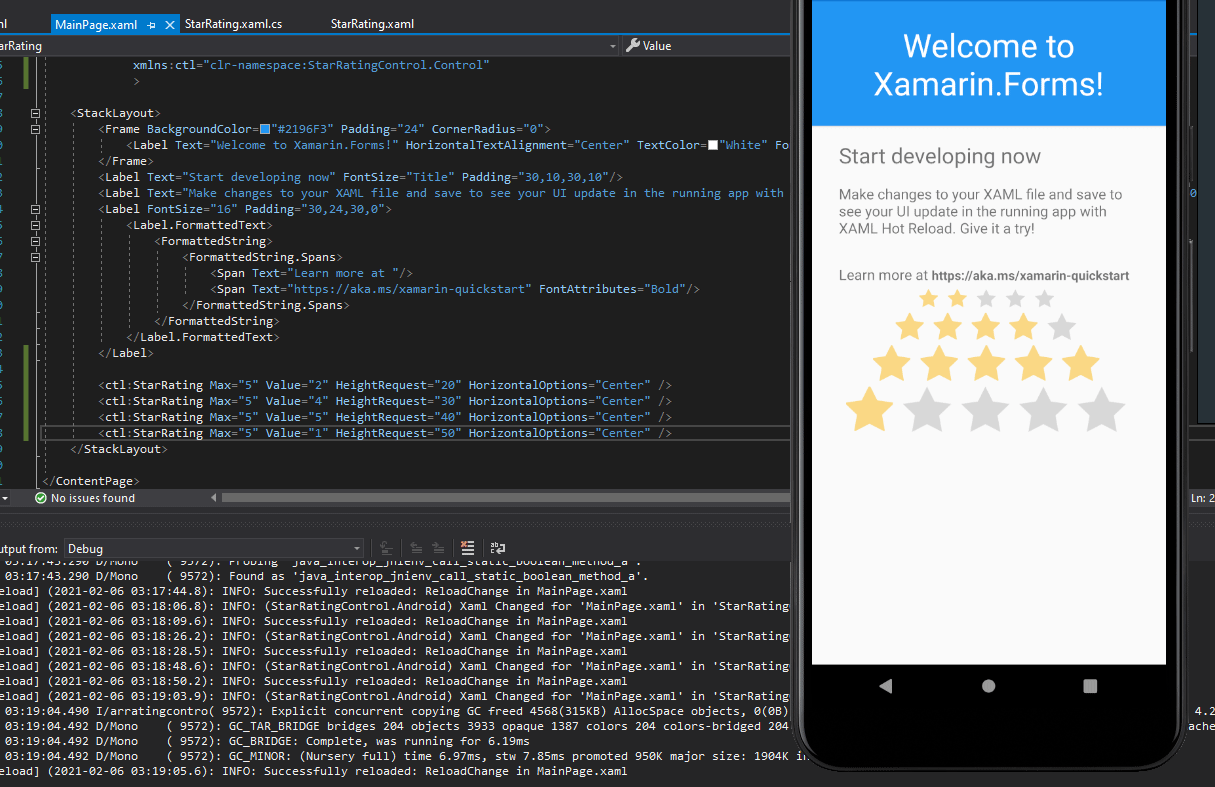 MainPage.xaml
StarRating.xaml.cs
StarRating.xaml
arRating
Value
xmlns:ctl="clr-namespace:StarRatingControl.Control"
>
<StackLayout>
<Frame BackgroundColor="#2196F3" Padding="24" CornerRadius="0">
<Label Text="Welcome to Xamarin.Forms!" HorizontalTextAlignment="Center" TextColor="White" Fo
</Frame>
<Label Text="Start developing now" FontSize="Title" Padding="30,10,30,10"/>
<Label Text="Make changes to your XAML file and save to see your UI update in the running app with
<Label FontSize="16" Padding="30,24,30,0">
<Label.FormattedText>
<FormattedString>
<FormattedString.Spans>
<Span Text="Learn more at "/>
<Span Text="https://aka.ms/xamarin-quickstart" FontAttributes="Bold"/>
</FormattedString.Spans>
</FormattedString>
</Label.FormattedText>
</Label>
<ctl:StarRating Max="5" Value="2" HeightRequest="20" HorizontalOptions="Center" />
<ctl:StarRating Max="5" Value="4" HeightRequest="30" HorizontalOptions="Center" />
<ctl:StarRating Max="5" Value="5" HeightRequest="40" HorizontalOptions="Center" />
<ctl:StarRating Max="5" Value="1" HeightRequest="50" HorizontalOptions="Center" />
</StackLayout>
</ContentPage>
No issues found
Ln: 2
utput from: Debug
03:17:43.290 D/Mono    ( 9572): Probing 'java_interop_jnienv_call_static_boolean_method_a'.
03:17:43.290 D/Mono    ( 9572): Found as 'java_interop_jnienv_call_static_boolean_method_a'.
eload] (2021-02-06 03:17:44.8): INFO: Successfully reloaded: ReloadChange in MainPage.xaml
eload] (2021-02-06 03:18:06.8): INFO: (StarRatingControl.Android) Xaml Changed for 'MainPage.xaml' in 'StarRating
eload] (2021-02-06 03:18:09.6): INFO: Successfully reloaded: ReloadChange in MainPage.xaml
eload] (2021-02-06 03:18:26.2): INFO: (StarRatingControl.Android) Xaml Changed for 'MainPage.xaml' in 'StarRating
eload] (2021-02-06 03:18:28.5): INFO: Successfully reloaded: ReloadChange in MainPage.xaml
eload] (2021-02-06 03:18:48.6): INFO: (StarRatingControl.Android) Xaml Changed for 'MainPage.xaml' in 'StarRating
eload] (2021-02-06 03:18:50.2): INFO: Successfully reloaded: ReloadChange in MainPage.xaml
eload] (2021-02-06 03:19:03.9): INFO: (StarRatingControl.Android) Xaml Changed for 'MainPage.xaml' in 'StarRating
03:19:04.490 I/arratingcontro( 9572): Explicit concurrent copying GC freed 4568(315KB) AllocSpace objects, 0(0B)
4.2
03:19:04.492 D/Mono    ( 9572): GC_TAR_BRIDGE bridges 204 objects 3933 opaque 1387 colors 204 colors-bridged 204
ache
03:19:04.492 D/Mono    ( 9572): GC_BRIDGE: Complete, was running for 6.19ms
03:19:04.492 D/Mono    ( 9572): GC_MINOR: (Nursery full) time 6.97ms, stw 7.85ms promoted 950K major size: 1904K in
eload] (2021-02-06 03:19:05.6): INFO: Successfully reloaded: ReloadChange in MainPage.xaml
Welcome to
Xamarin.Forms!
Start developing now
Make changes to your XAML file and save to
see your UI update in the running app with
XAML Hot Reload. Give it a try!
Learn more at https://aka.ms/xamarin-quickstart